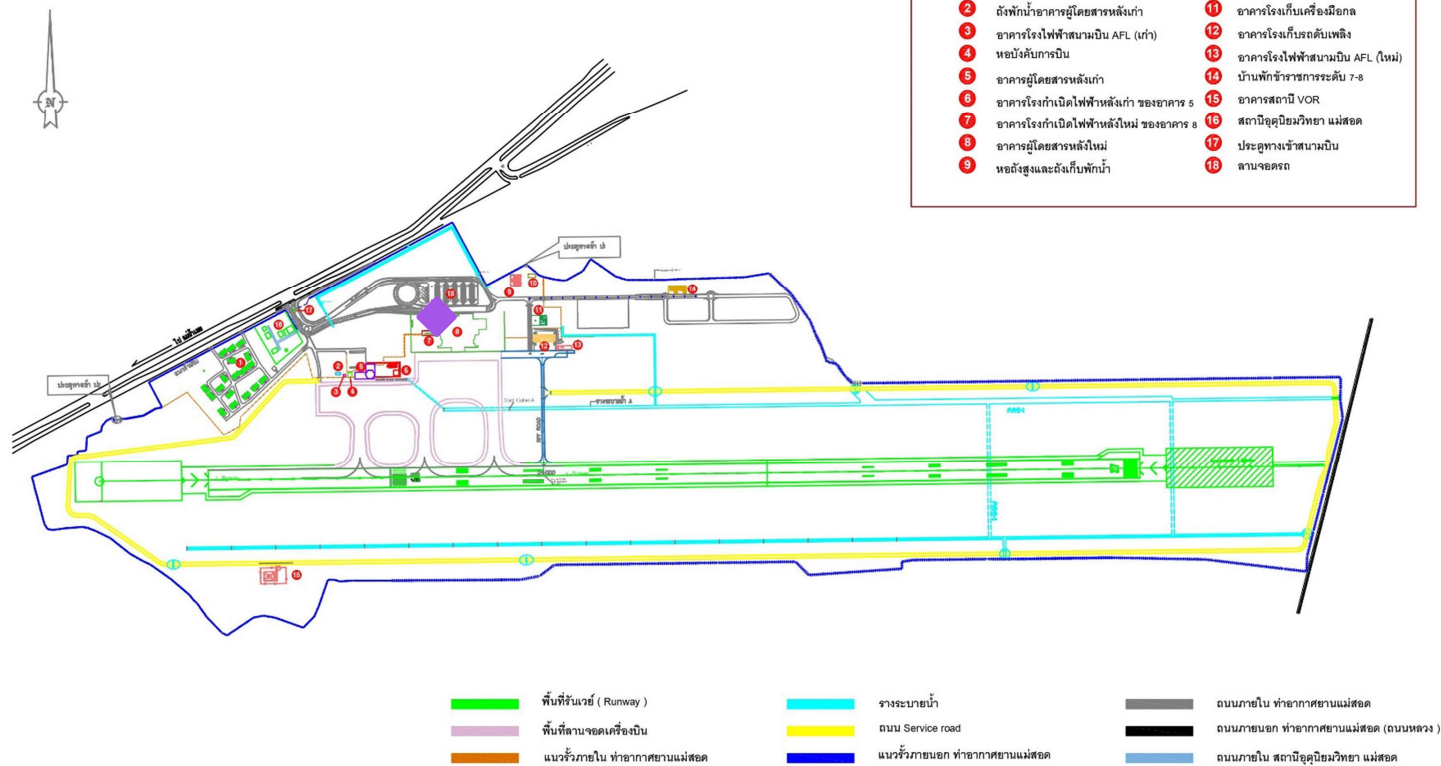 2 ถังพักน้ำอาคารผู้โดยสารหลังเก่า
3 อาคารโรงไฟฟ้าสนามบิน AFL (เก่า)
4 หอบังคับการบิน
5 อาคารผู้โดยสารหลังเก่า
6 อาคารโรงกำเนิดไฟฟ้าหลังเก่า ของอาคาร 5
7 อาคารโรงกำเนิดไฟฟ้าหลังใหม่ ของอาคาร 8
8 อาคารผู้โดยสารหลังใหม่
9 หอถังสูงและถังเก็บพักน้ำ
11 อาคารโรงเก็บเครื่องมือกล
12 อาคารโรงเก็บรถดับเพลิง
13 อาคารโรงไฟฟ้าสนามบิน AFL (ใหม่)
14 บ้านพักข้าราชการระดับ 7-8
15 อาคารสถานี VOR
16 สถานีอุตุนิยมวิทยา แม่สอด
17 ประตูทางเข้าสนามบิน
18 ลานจอดรถ
N
18
9
10
14
17
11
16
8
7
12
13
1
2
5
6
3
4
รางระบายน้ำ A
15
พื้นที่รันเวย์ ( Runway )
พื้นที่ลานจอดเครื่องบิน
แนวรั้วภายใน ท่าอากาศยานแม่สอด
รางระบายน้ำ
ถนน Service road
แนวรั้วภายนอก ท่าอากาศยานแม่สอด
ถนนภายใน ท่าอากาศยานแม่สอด
ถนนภายนอก ท่าอากาศยานแม่สอด (ถนนหลวง )
ถนนภายใน สถานีอุตุนิยมวิทยา แม่สอด